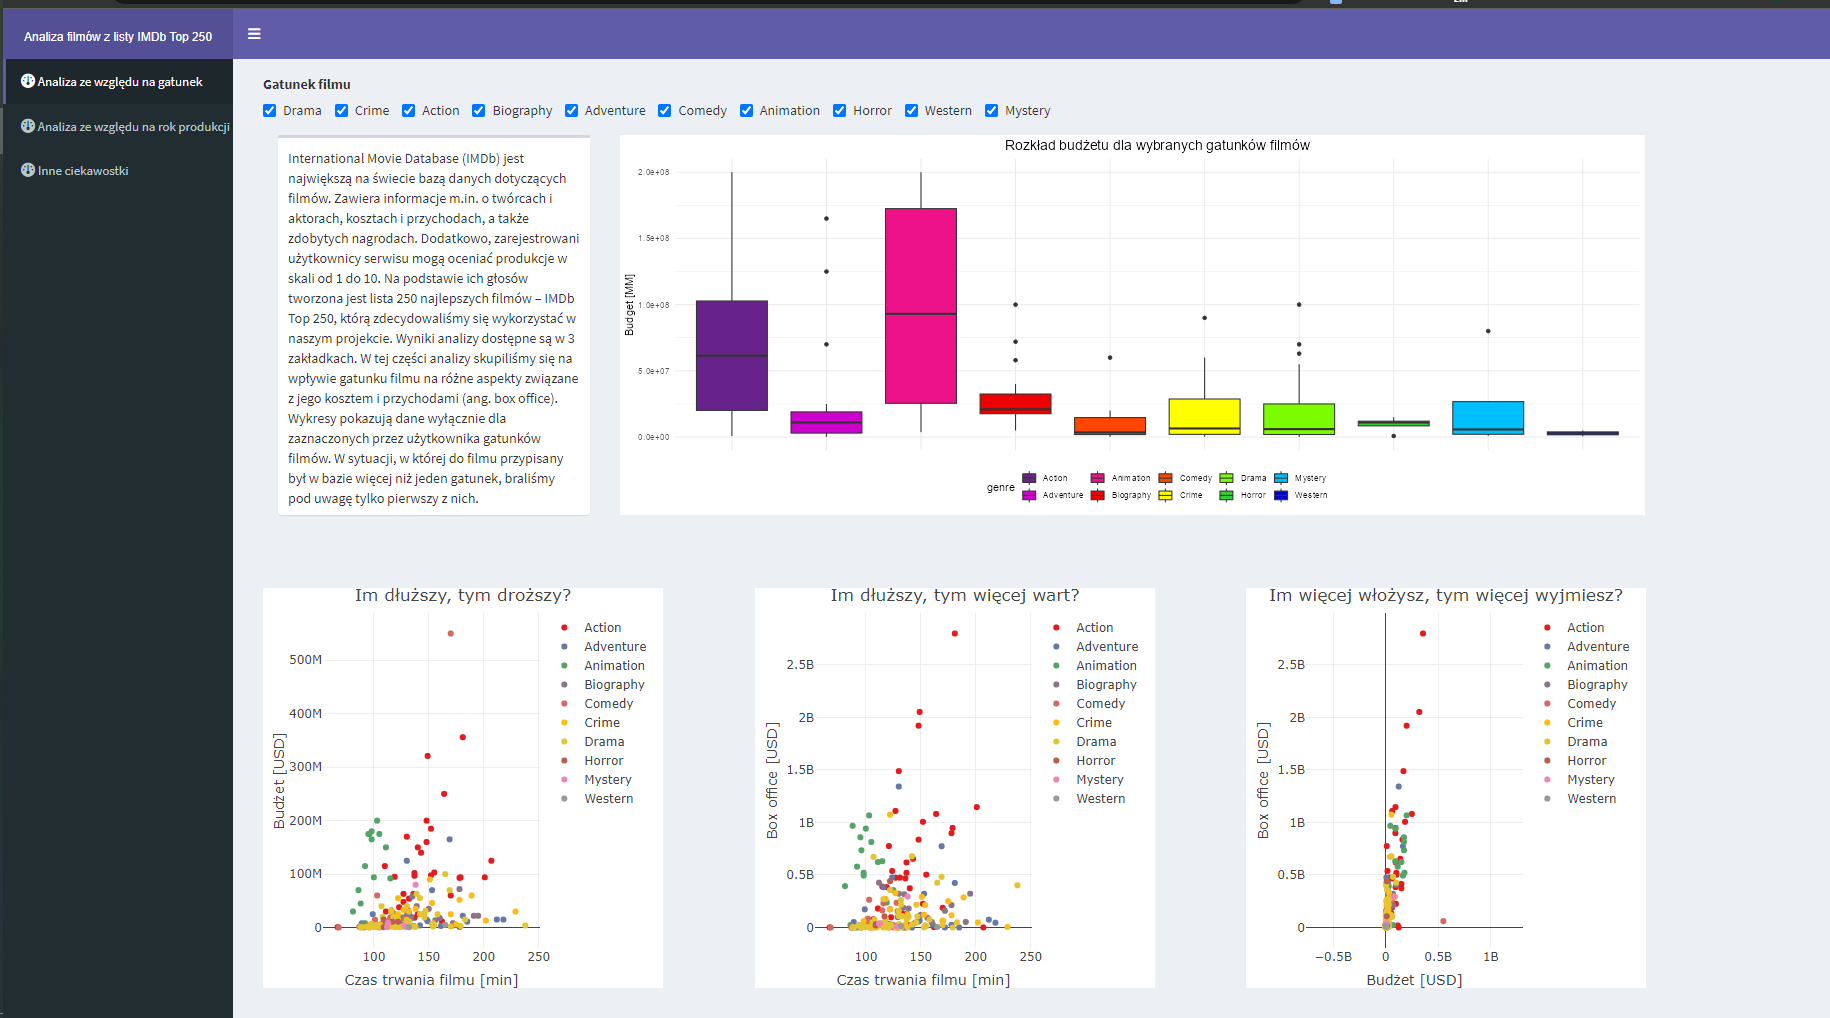 Analiza filmów z listy IMDb Top 250
Analiza ze względu na gatunek
Analiza ze względu na rok produkcji
Inne ciekawostki
Gatunek filmu
Drama Crime Action Biography Adventure Comedy Animation Horror Western Mystery
International Movie Database (IMDb) jest
największą na świecie bazą danych dotyczących
filmów. Zawiera informacje m.in. o twórcach i
aktorach, kosztach i przychodach, a także
zdobytych nagrodach. Dodatkowo, zarejestrowani
użytkownicy serwisu mogą oceniać produkcje w
skali od 1 do 10. Na podstawie ich głosów
tworzona jest lista 250 najlepszych filmów – IMDb
Top 250, którą zdecydowaliśmy się wykorzystać w
naszym projekcie. Wyniki analizy dostępne są w 3
zakładkach. W tej części analizy skupiliśmy się na
wpływie gatunku filmu na różne aspekty związane
z jego kosztem i przychodami (ang. box office).
Wykresy pokazują dane wyłącznie dla
zaznaczonych przez użytkownika gatunków
filmów. W sytuacji, w której do filmu przypisany
był w bazie więcej niż jeden gatunek, braliśmy
pod uwagę tylko pierwszy z nich.
Rozkład budżetu dla wybranych gatunków filmów
Budget [MM]
2.0e+08
1.5e+08
1.0e+08
5.0e+07
0.0e+00
genre
Action Animation Comedy Drama Mystery
Adventure Biography Crime Horror Western
Im dłuższy, tym droższy?
Budżet [USD]
500M
400M
300M
200M
100M
0
100 150 200 250
Czas trwania filmu [min]
Action
Adventure
Animation
Biography
Comedy
Crime
Drama
Horror
Mystery
Western
Im dłuższy, tym więcej wart?
Box office [USD]
2.5B
2B
1.5B
1B
0.5B
0
100 150 200 250
Czas trwania filmu [min]
Action
Adventure
Animation
Biography
Comedy
Crime
Drama
Horror
Mystery
Western
Im więcej włożysz, tym więcej wyjmiesz?
Box office [USD]
2.5B
2B
1.5B
1B
0.5B
0
−0.5B 0 0.5B 1B
Budżet [USD]
Action
Adventure
Animation
Biography
Comedy
Crime
Drama
Horror
Mystery
Western